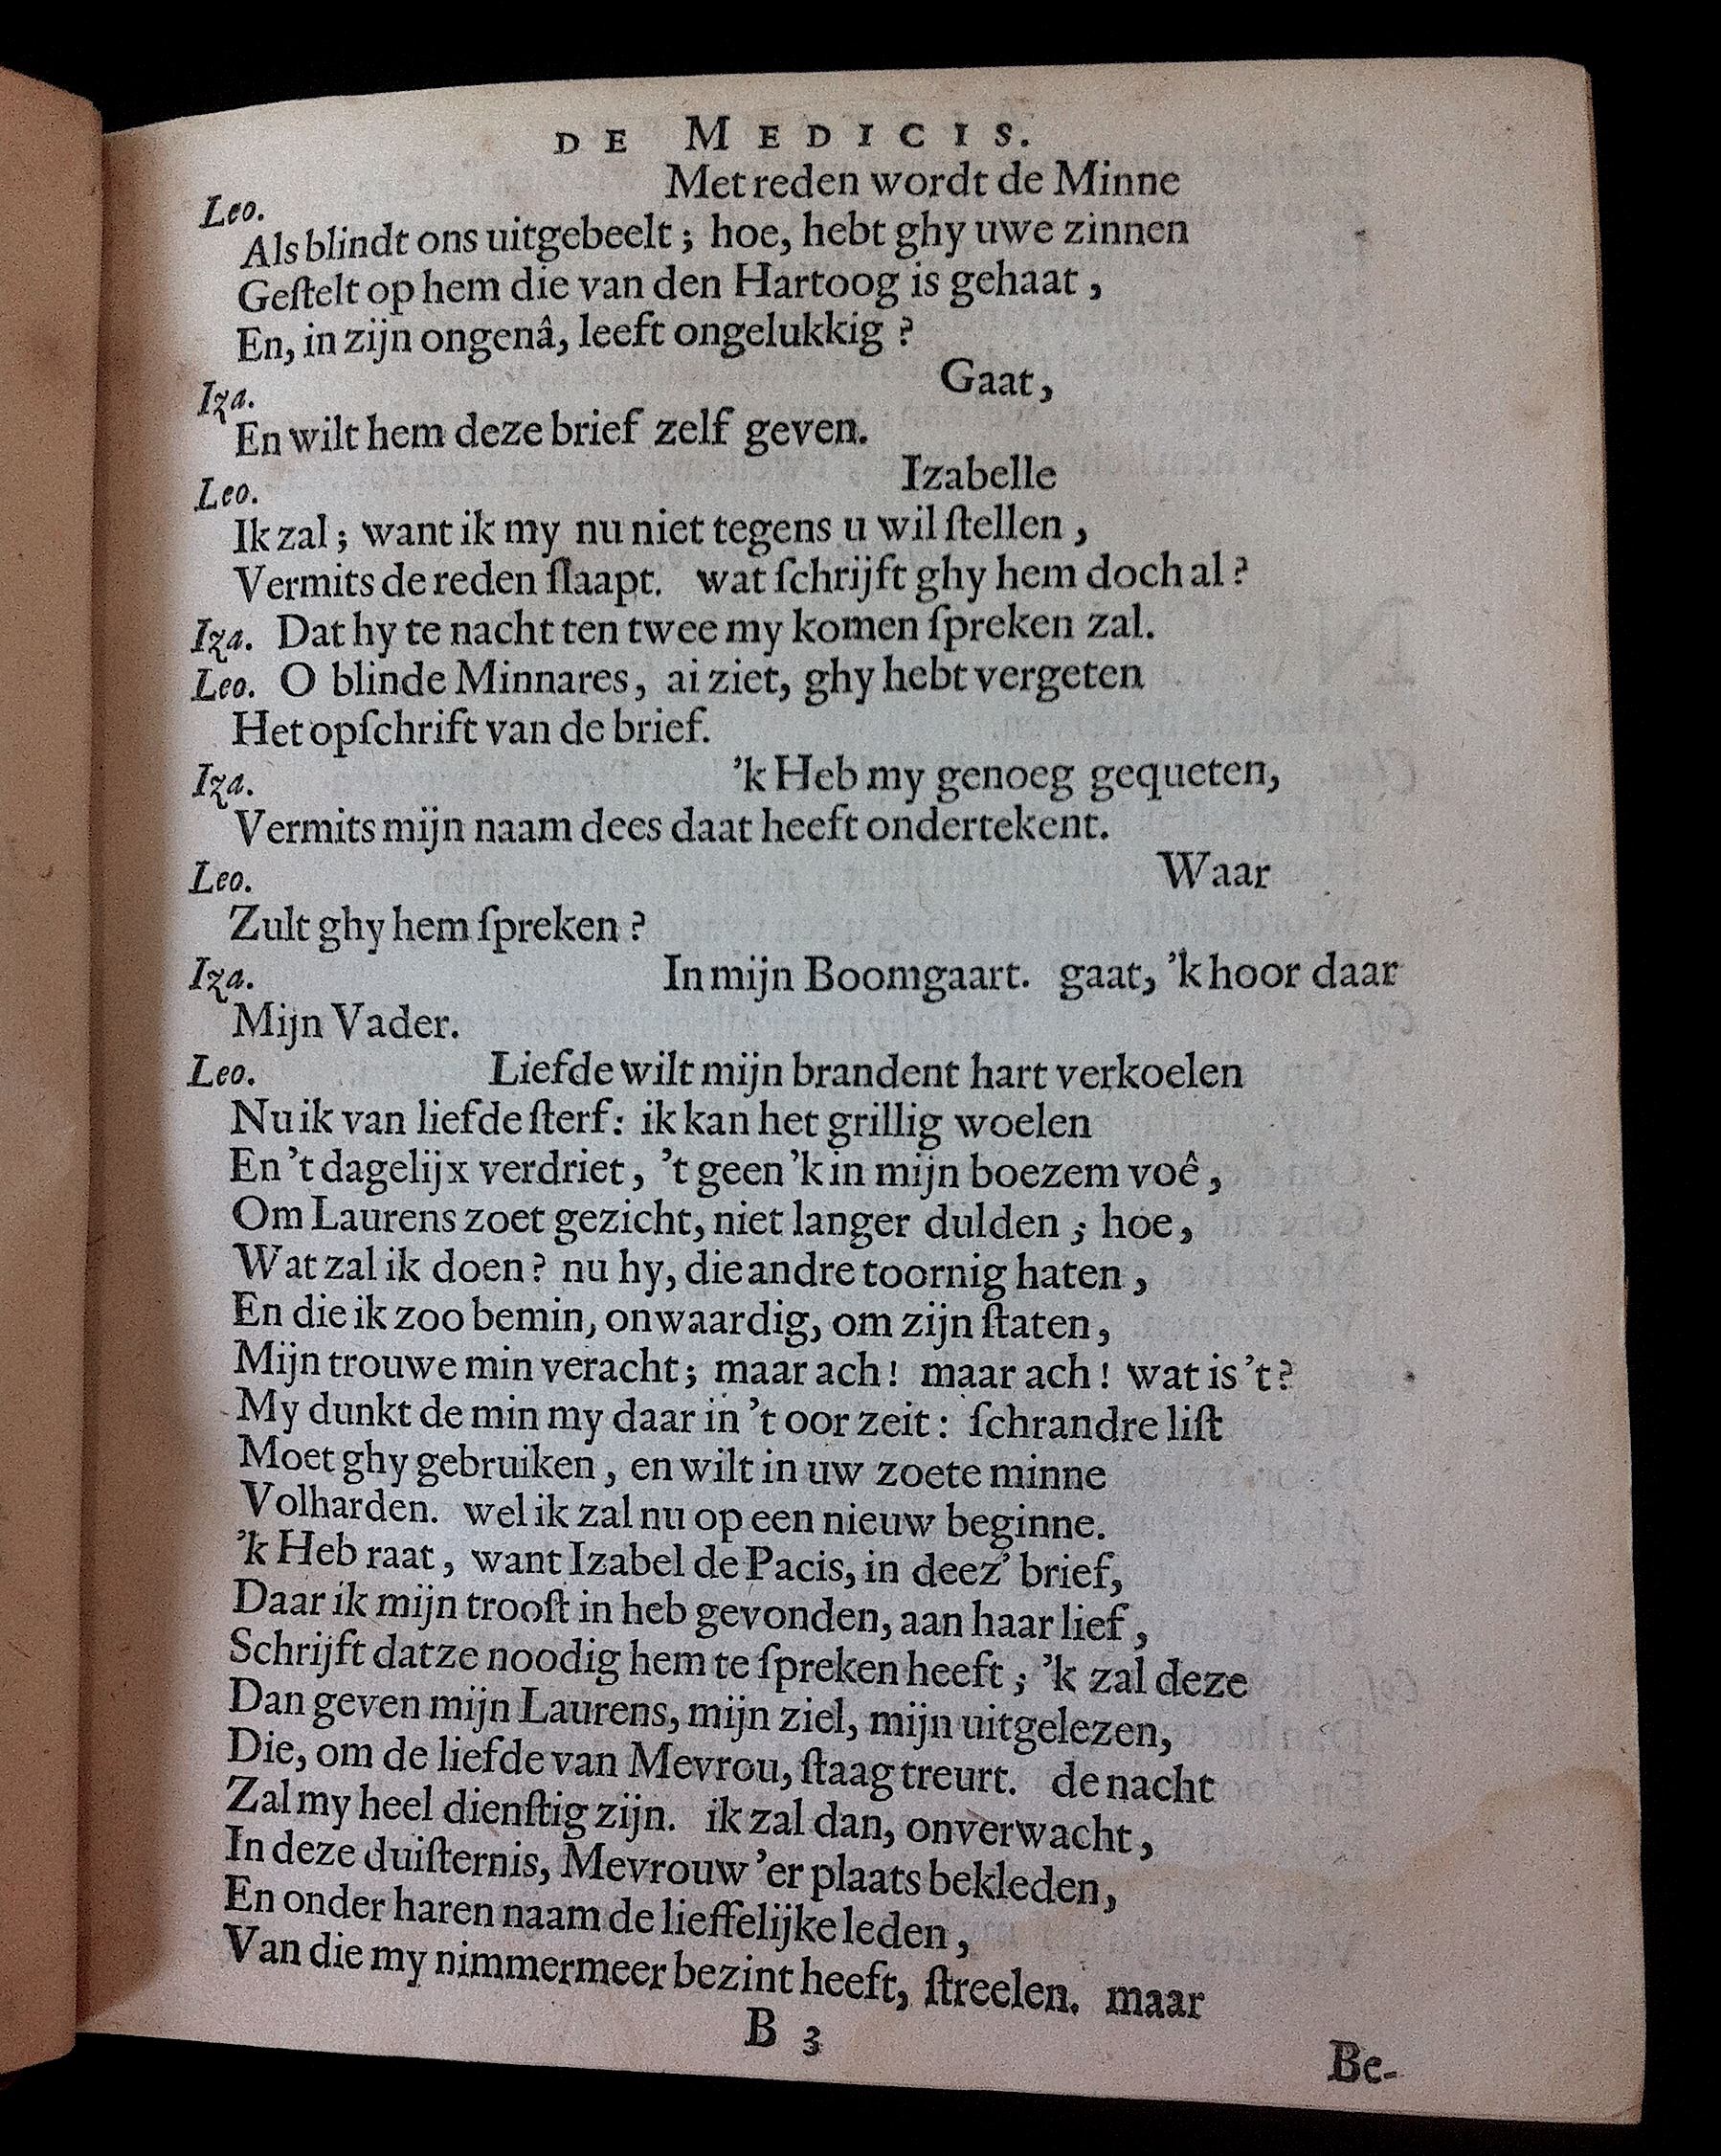 DE MEDICIS.
Leo. Met reden wordt de Minne
Als blindt ons uitgebeelt; hoe, hebt ghy uwe zinnen
Geſtelt op hem die van den Hartoog is gehaat,
En, in zijn ongenâ, leeft ongelukkig?
Iza. Gaat,
En wilt hem deze brief zelf geven.
Leo. Izabelle
Ik zal; want ik my nu niet tegens u wil ſtellen,
Vermits de reden ſlaapt. wat ſchrijft ghy hem doch al?
Iza. Dat hy te nacht ten twee my komen ſpreken zal.
Leo. O blinde Minnares, ai ziet, ghy hebt vergeten
Het opſchrift van de brief.
Iza. 'k Heb my genoeg gequeten,
Vermits mijn naam dees daat heeft ondertekent.
Leo. Waar
Zult ghy hem ſpreken?
Iza. In mijn Boomgaart. gaat, 'k hoor daar
Mijn Vader.
Leo. Liefde wilt mijn brandent hart verkoelen
Nu ik van liefde ſterf: ik kan het grillig woelen
En 't dagelijx verdriet, 't geen 'k in mijn boezem voê,
Om Laurens zoet gezicht, niet langer dulden; hoe,
Wat zal ik doen? nu hy, die andre toornig haten,
En die ik zoo bemin, onwaardig, om zijn ſtaten,
Mijn trouwe min veracht; maar ach! maar ach! wat is 't?
My dunkt de min my daar in 't oor zeit: ſchrandre liſt
Moet ghy gebruiken, en wilt in uw zoete minne
Volharden. wel ik zal nu op een nieuw beginne.
'k Heb raat, want Izabel de Pacis, in deez' brief,
Daar ik mijn trooſt in heb gevonden, aan haar lief,
Schrijft datze noodig hem te ſpreken heeft; 'k zal deze
Dan geven mijn Laurens, mijn ziel, mijn uitgelezen,
Die, om de liefde van Mevrou, ſtaag treurt. de nacht
Zal my heel dienſtig zijn. ik zal dan, onverwacht,
In deze duiſternis, Mevrouw 'er plaats bekleden,
En onder haren naam de lieffelijke leden,
Van die my nimmermeer bezint heeft, ſtreelen. maar
B 3
Be-